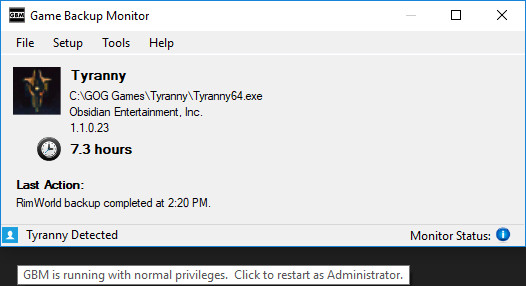 GBM Game Backup Monitor
File Setup Tools Help
Tyranny
C:\GOG Games\Tyranny\Tyranny64.exe
Obsidian Entertainment, Inc.
1.1.0.23
7.3 hours
Last Action:
RimWorld backup completed at 2:20 PM.
Tyranny Detected Monitor Status:
GBM is running with normal privileges. Click to restart as Administrator.